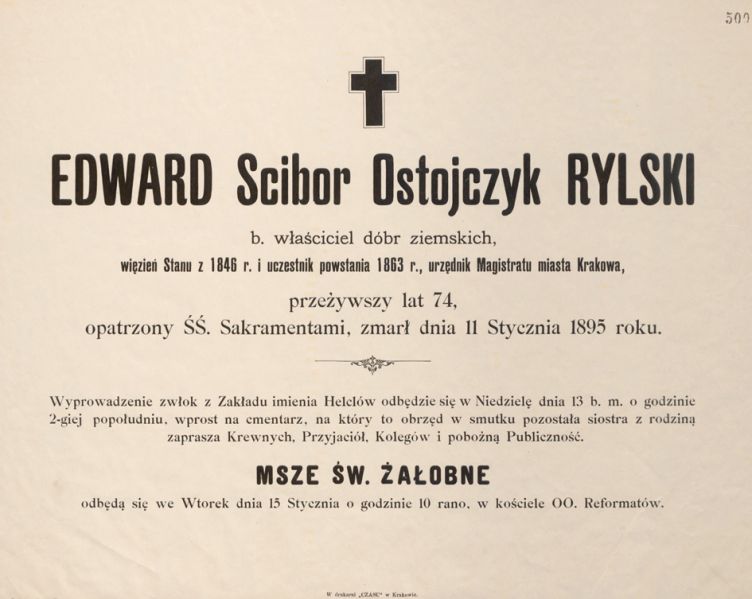 EDWARD Scibor Ostojczyk RYLSKI
b. właściciel dóbr ziemskich,
więzień Stanu z 1846 r. i uczestnik powstania 1863 r., urzędnik Magistratu miasta Krakowa,
przeżywszy lat 74,
opatrzony ŚŚ. Sakramentami, zmarł dnia 11 Stycznia 1895 roku.
Wyprowadzenie zwłok z Zakładu imienia Helclów odbędzie się w Niedzielę dnia 13 b. m. o godzinie
2-giej popołudniu, wprost na cmentarz, na który to obrzęd w smutku pozostała siostra z rodziną
zaprasza Krewnych, Przyjaciół, Kolegów i pobożną Publiczność.
MSZE ŚW. ŻAŁOBNE
odbędą się we Wtorek dnia 15 Stycznia o godzinie 10 rano, w kościele OO. Reformatów.
W drukarni „CZASU" w Krakowie.